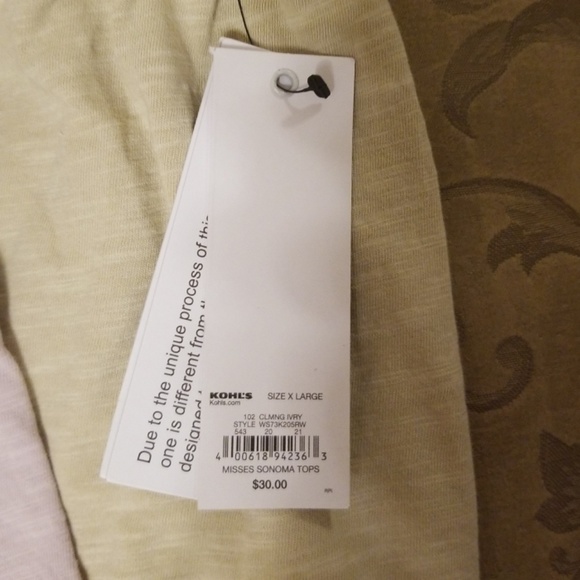 Due to the unique process of this
one is different from
designed
KOHL'S
Kohls.com
SIZE X LARGE
102 CLMNG IVRY
STYLE WS73K205RW
543 20 21
4 00618 94236 3
MISSES SONOMA TOPS
$30.00